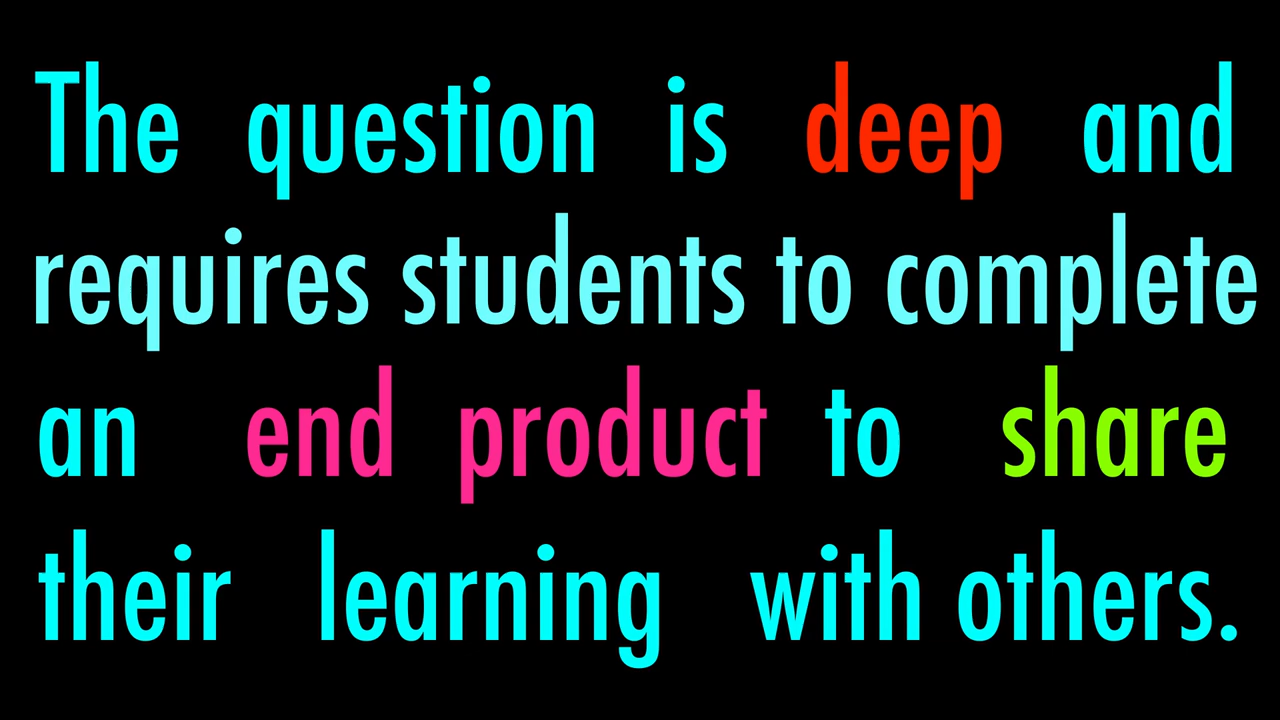 The question is deep and
requires students to complete
an end product to share
their learning with others.